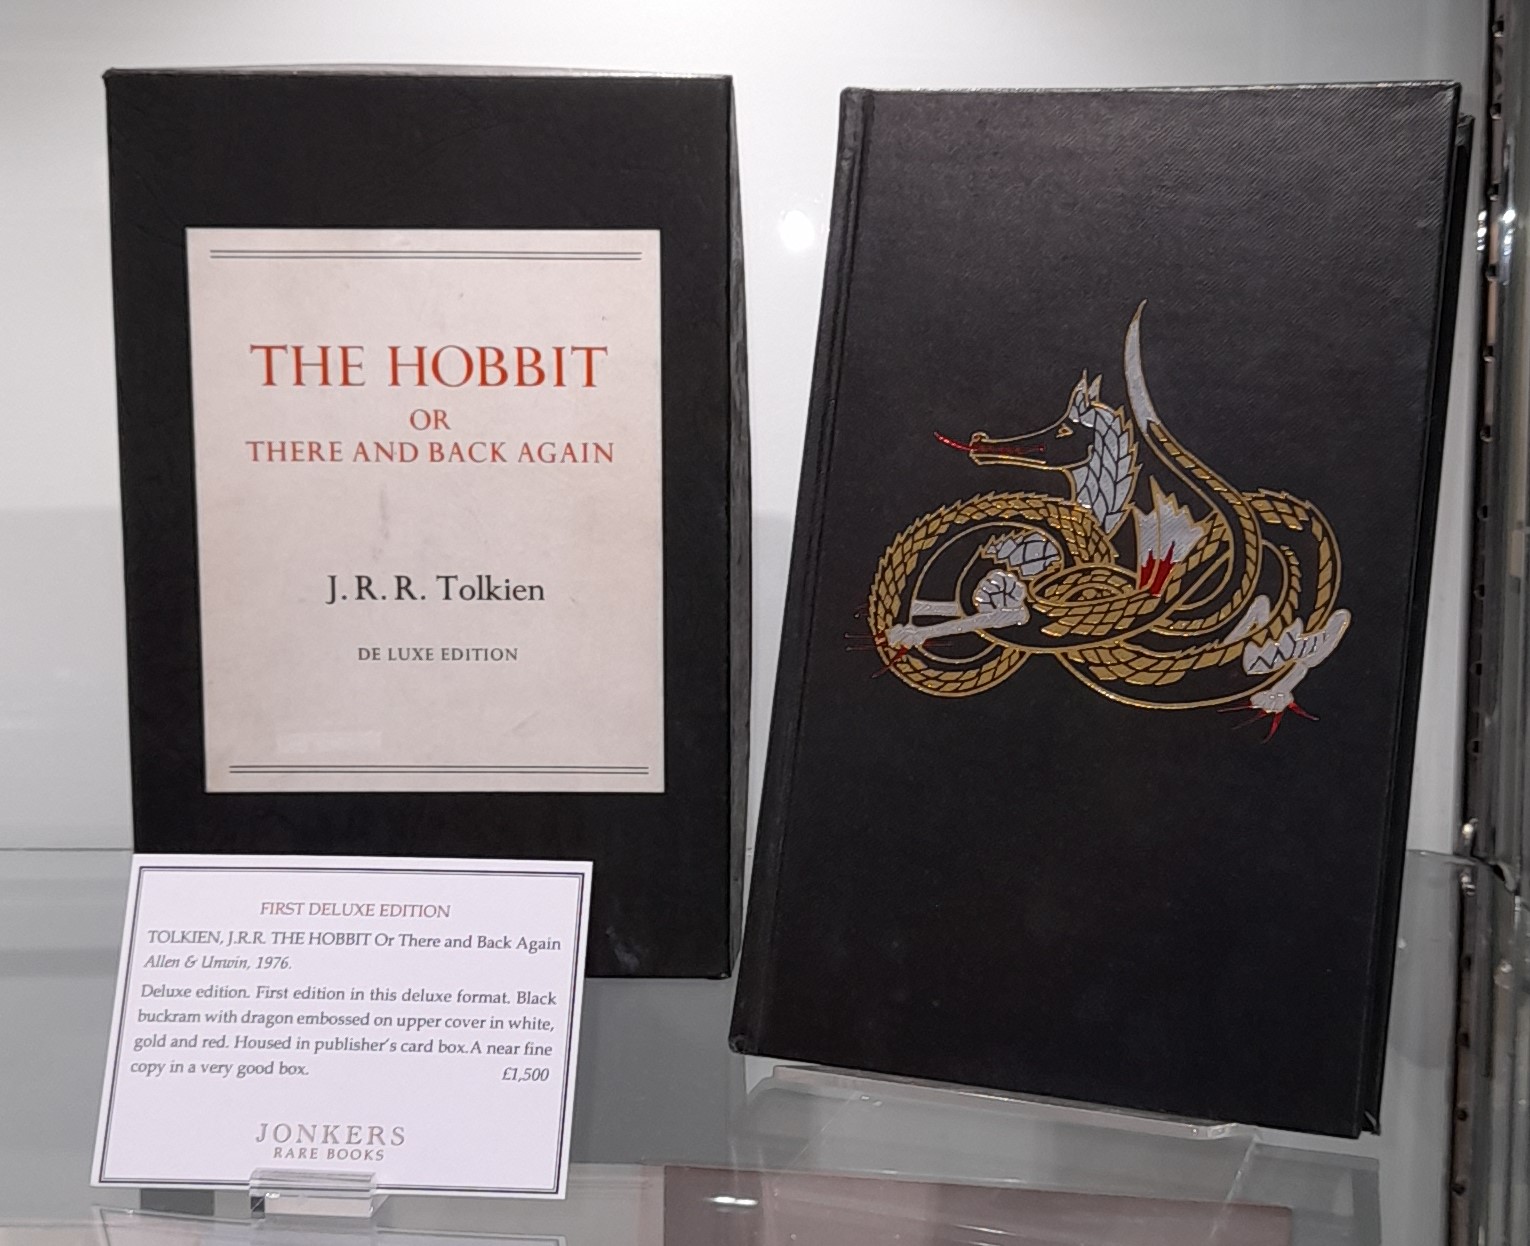 THE HOBBIT
OR
THERE AND BACK AGAIN
J. R. R. Tolkien
DE LUXE EDITION
FIRST DELUXE EDITION
TOLKIEN, J.R.R. THE HOBBIT Or There and Back Again
Allen & Unwin, 1976.
Deluxe edition. First edition in this deluxe format. Black
buckram with dragon embossed on upper cover in white,
gold and red. Housed in publisher's card box.A near fine
copy in a very good box. £1,500
JONKERS
RARE BOOKS